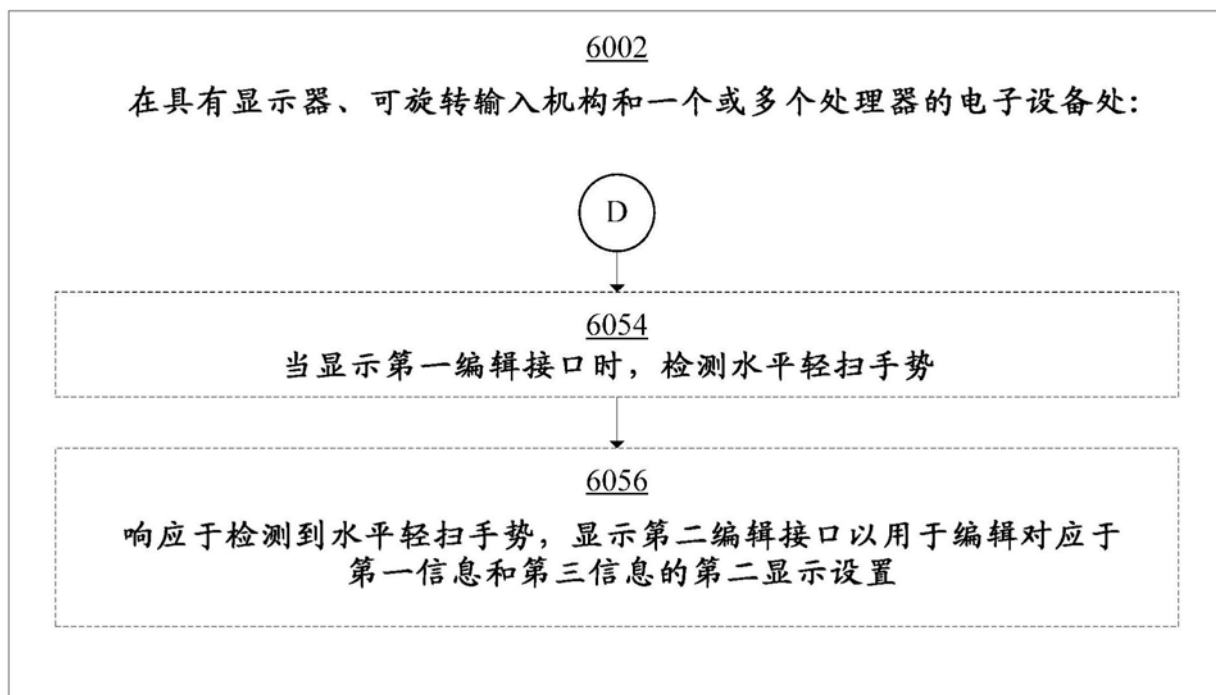 6002
在具有显示器、可旋转输入机构和一个或多个处理器的电子设备处：
D
6054
当显示第一编辑接口时，检测水平轻扫手势
6056
响应于检测到水平轻扫手势，显示第二编辑接口以用于编辑对应于
第一信息和第三信息的第二显示设置